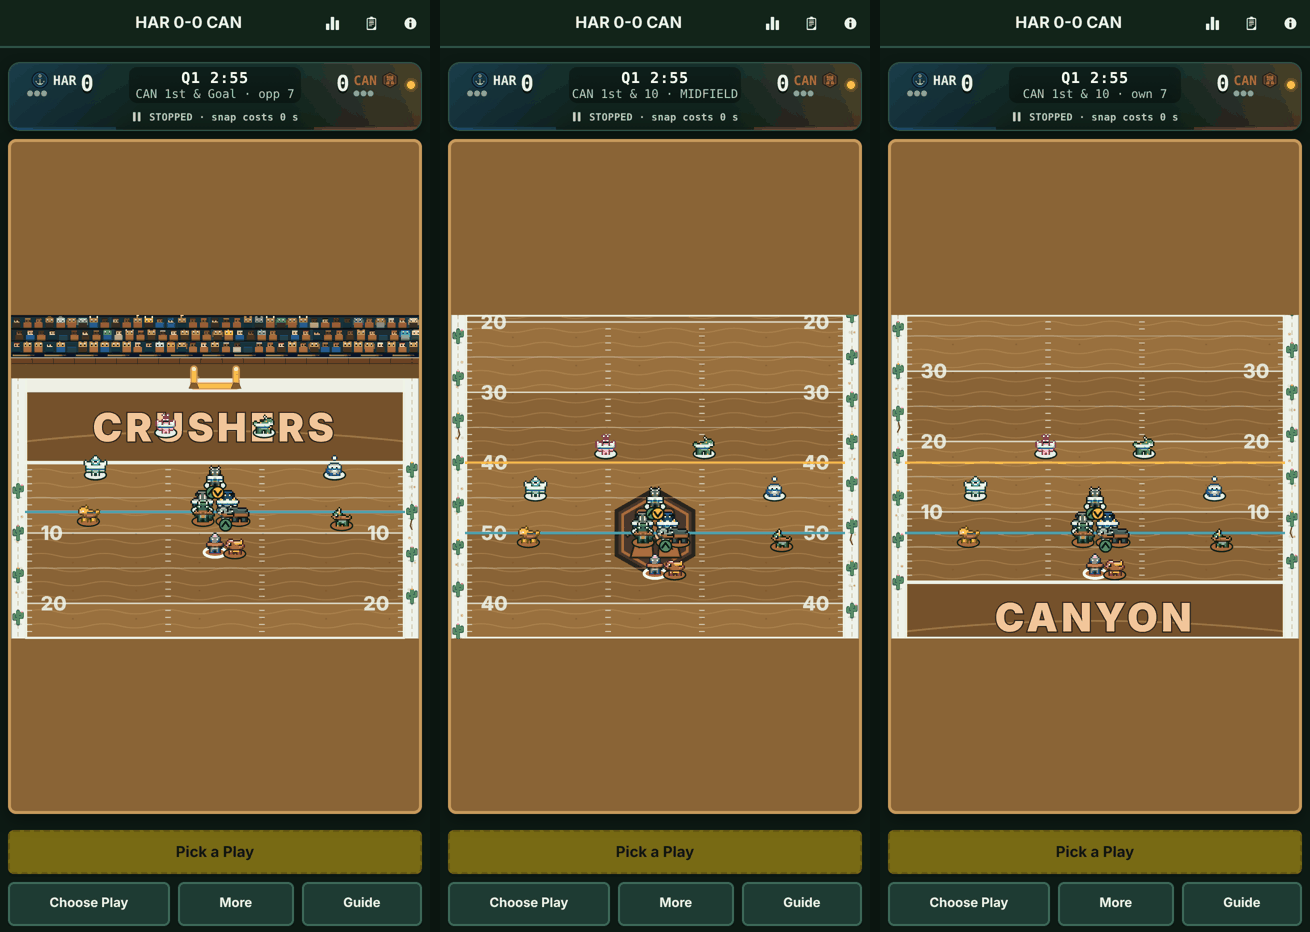 HAR 0-0 CAN
HAR 0
Q1 2:55
CAN 1st & Goal · opp 7
STOPPED · snap costs 0 s
0 CAN
CRUSHERS
10 10
20 20
Pick a Play
Choose Play
More
Guide
HAR 0-0 CAN
HAR 0
Q1 2:55
CAN 1st & 10 · MIDFIELD
STOPPED · snap costs 0 s
0 CAN
20 20
30 30
40 40
50 50
40 40
Pick a Play
Choose Play
More
Guide
HAR 0-0 CAN
HAR 0
Q1 2:55
CAN 1st & 10 · own 7
STOPPED · snap costs 0 s
0 CAN
30 30
20 20
10 10
CANYON
Pick a Play
Choose Play
More
Guide